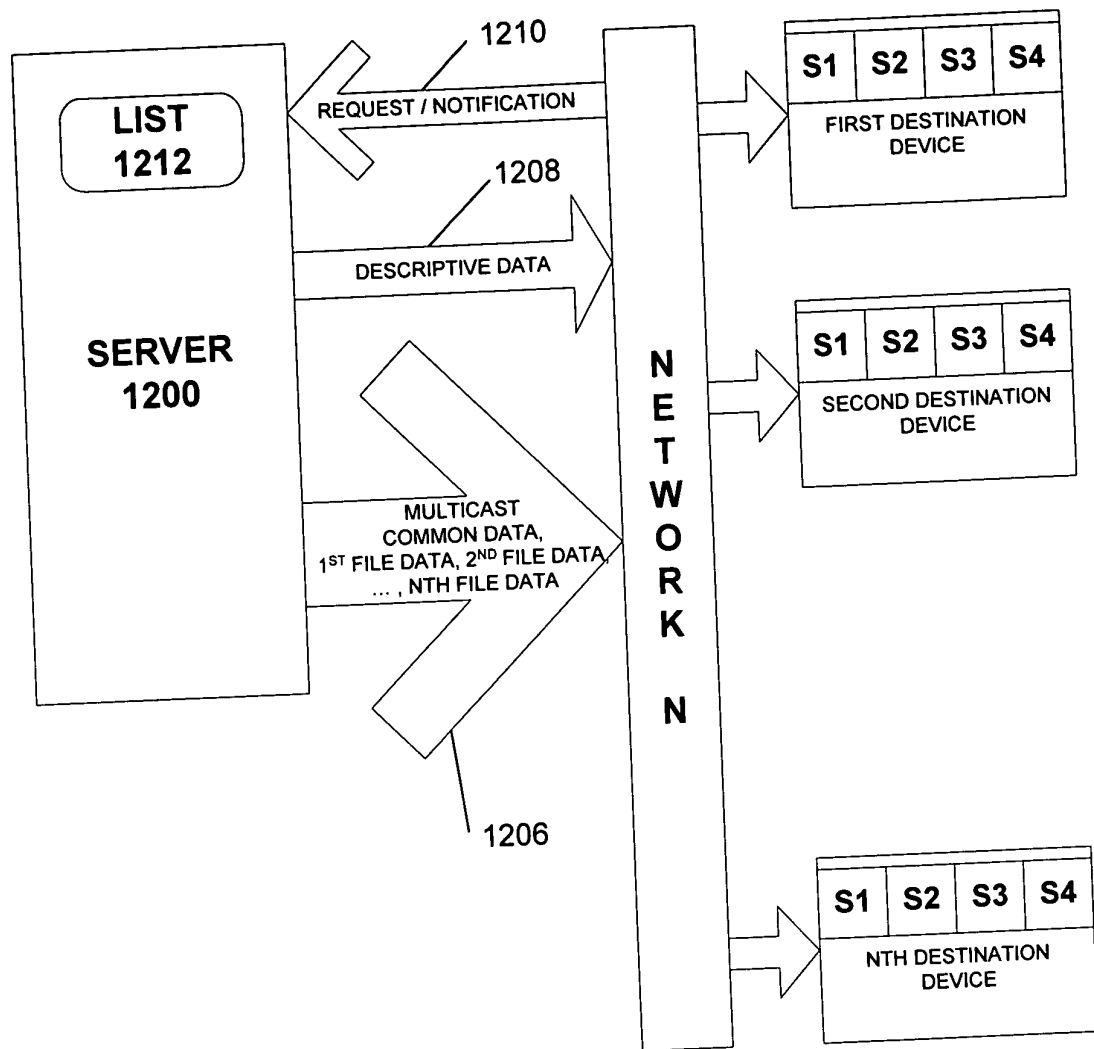 1210
REQUEST / NOTIFICATION
LIST
1212
1208
DESCRIPTIVE DATA
SERVER
1200
MULTICAST
COMMON DATA,
1ST FILE DATA, 2ND FILE DATA,
... , NTH FILE DATA
1206
N
E
T
W
O
R
K
N
S1 S2 S3 S4
FIRST DESTINATION
DEVICE
S1 S2 S3 S4
SECOND DESTINATION
DEVICE
S1 S2 S3 S4
NTH DESTINATION
DEVICE